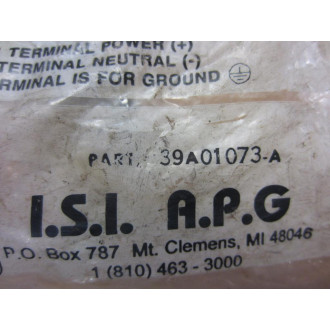 TERMINAL POWER (+)
TERMINAL NEUTRAL (-)
TERMINAL IS FOR GROUND
PART. 39A01073-A
I.S.I. A.P.G
P.O. Box 787 Mt. Clemens, MI 48046
1 (810) 463-3000